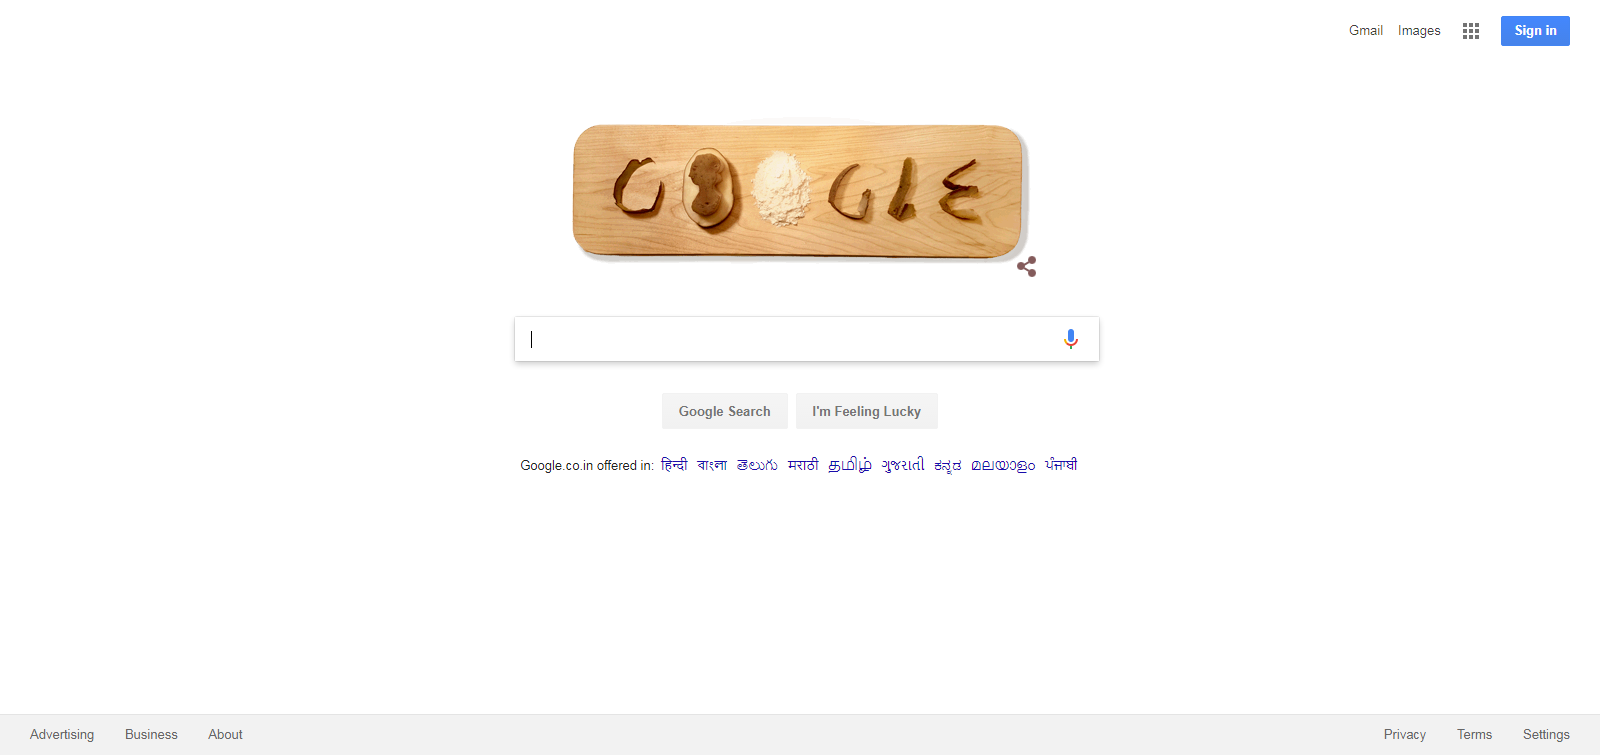 Gmail Images Sign in
GOOGLE
Google Search I'm Feeling Lucky
Google.co.in offered in: हिन्दी বাংলা తెలుగు मराठी தமிழ் ગુજરાતી ಕನ್ನಡ മലയാളം ਪੰਜਾਬੀ
Advertising Business About Privacy Terms Settings